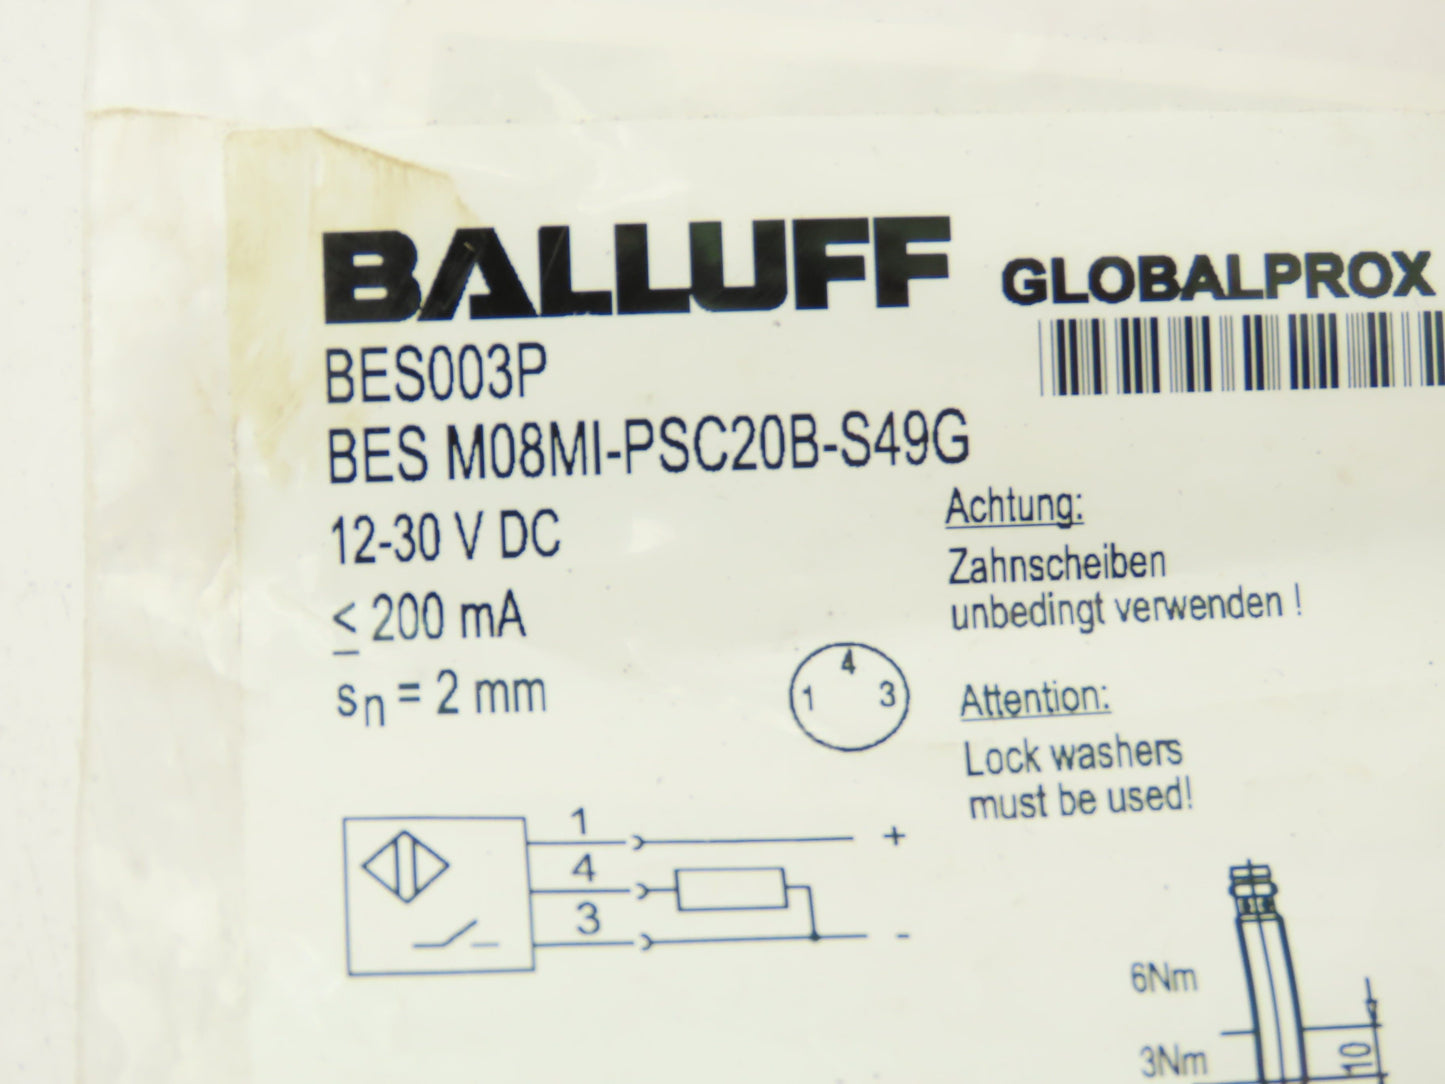 BALLUFF GLOBALPROX
BES003P
BES M08MI-PSC20B-S49G
12-30 V DC
≤ 200 mA
sn = 2 mm
Achtung:
Zahnscheiben
unbedingt verwenden !
4
1 3
Attention:
Lock washers
must be used!
1 +
4
3 -
6Nm
3Nm
10